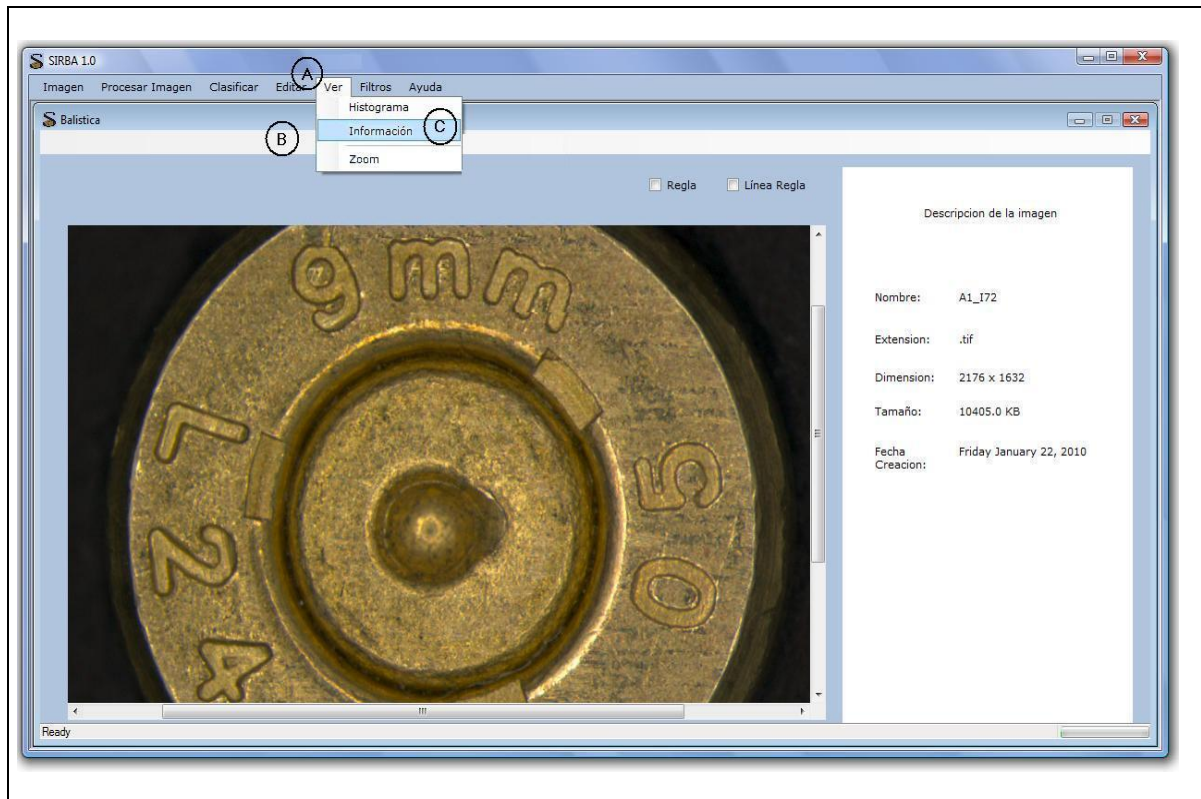 SIRBA 1.0
A
Imagen Procesar Imagen Clasificar Editar Ver Filtros Ayuda
Histograma
Balistica
Información C
B
Zoom
Regla Línea Regla
Descripcion de la imagen
9mm
Nombre: A1_I72
Extension: .tif
Dimension: 2176 x 1632
Tamaño: 10405.0 KB
Fecha Creacion: Friday January 22, 2010
L
50
24
Ready